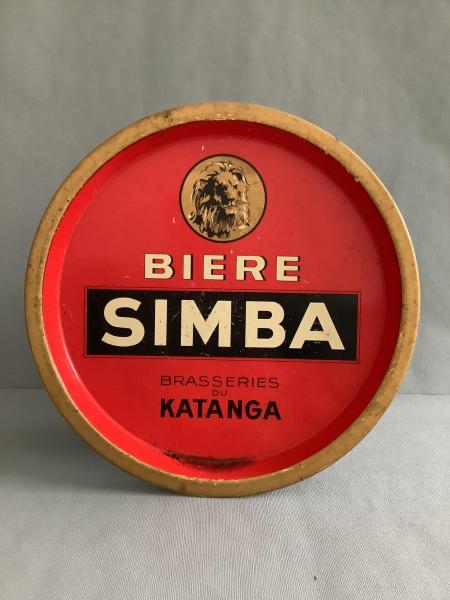 BIERE
SIMBA
BRASSERIES
DU
KATANGA